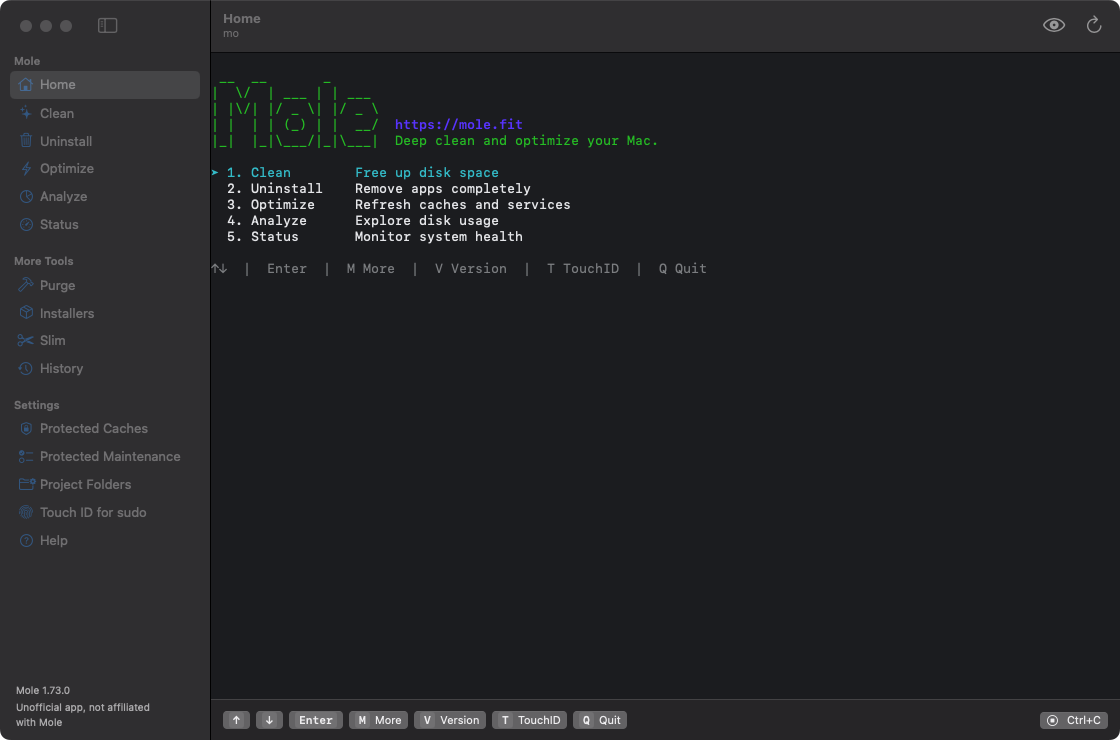 Mole
Home
Clean
Uninstall
Optimize
Analyze
Status
More Tools
Purge
Installers
Slim
History
Settings
Protected Caches
Protected Maintenance
Project Folders
Touch ID for sudo
Help
Mole 1.73.0
Unofficial app, not affiliated
with Mole
Home
mo
Mole
https://mole.fit
Deep clean and optimize your Mac.
➤ 1. Clean Free up disk space
2. Uninstall Remove apps completely
3. Optimize Refresh caches and services
4. Analyze Explore disk usage
5. Status Monitor system health
↑↓ | Enter | M More | V Version | T TouchID | Q Quit
↑ ↓ Enter M More V Version T TouchID Q Quit Ctrl+C